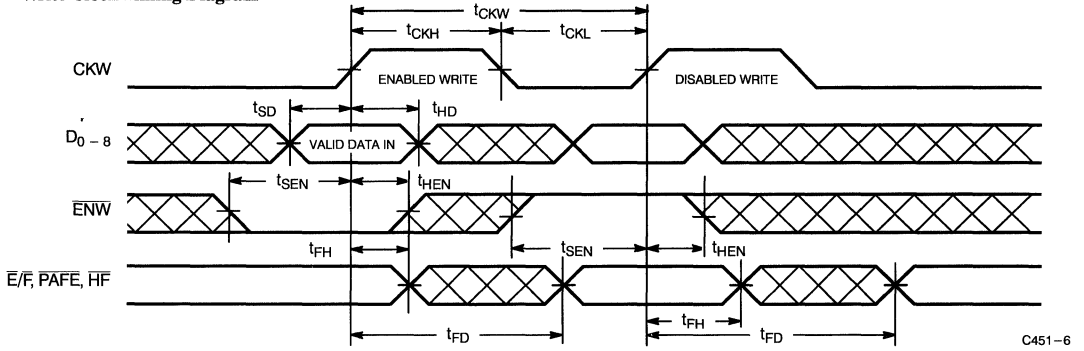 tCKW
tCKH
tCKL
CKW
ENABLED WRITE
DISABLED WRITE
tSD
tHD
D0 – 8
VALID DATA IN
tSEN
tHEN
ENW
tFH
tSEN
tHEN
E/F, PAFE, HF
tFH
tFD
tFD
C451–6